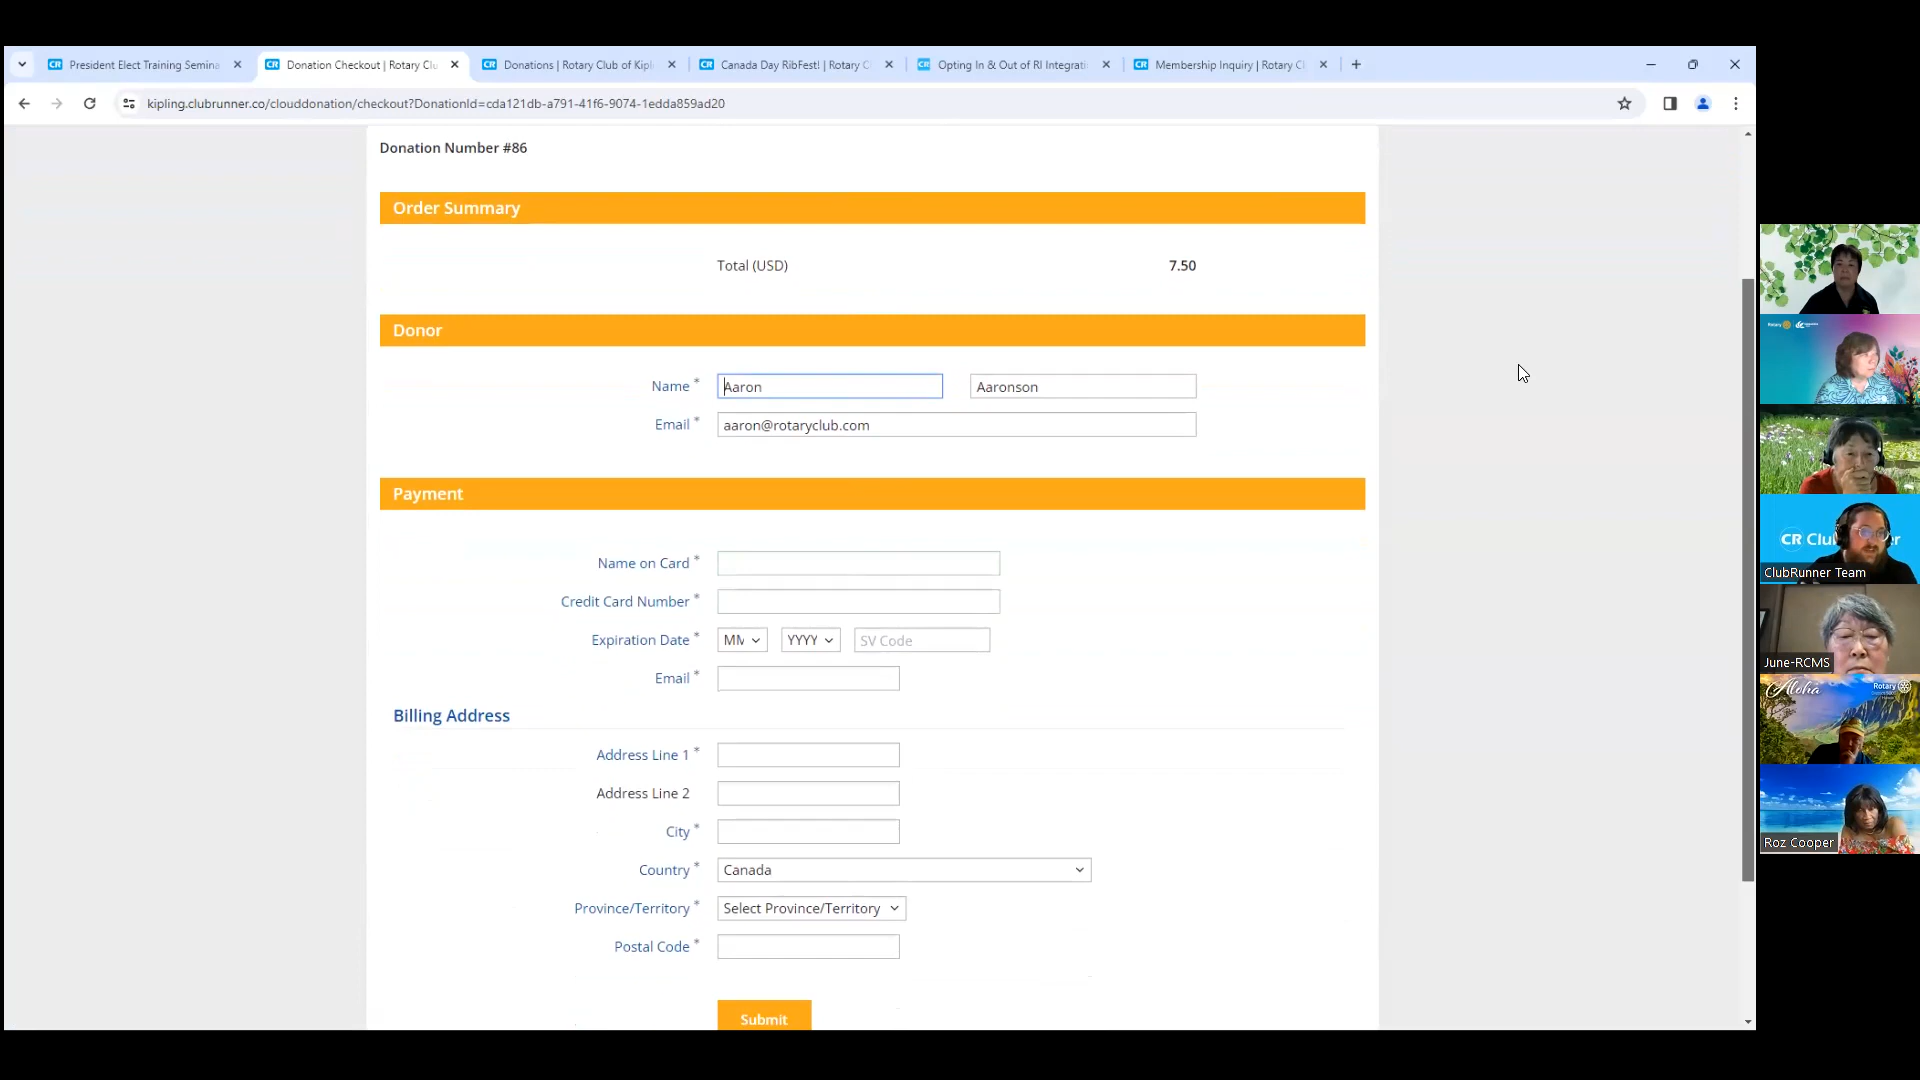 President Elect Training Semina
Donation Checkout | Rotary Clu
Donations | Rotary Club of Kipl
Canada Day RibFest! | Rotary C
Opting In & Out of RI Integrati
Membership Inquiry | Rotary Cl
kipling.clubrunner.co/clouddonation/checkout?DonationId=cda121db-a791-41f6-9074-1edda859ad20
Donation Number #86
Order Summary
Total (USD) 7.50
Donor
Name * Aaron Aaronson
Email * aaron@rotaryclub.com
Payment
Name on Card *
Credit Card Number *
Expiration Date * MM YYYY SV Code
Email *
Billing Address
Address Line 1 *
Address Line 2
City *
Country * Canada
Province/Territory * Select Province/Territory
Postal Code *
Submit
Rotary
CR Clu er
ClubRunner Team
June-RCMS
Aloha
Rotary
Roz Cooper